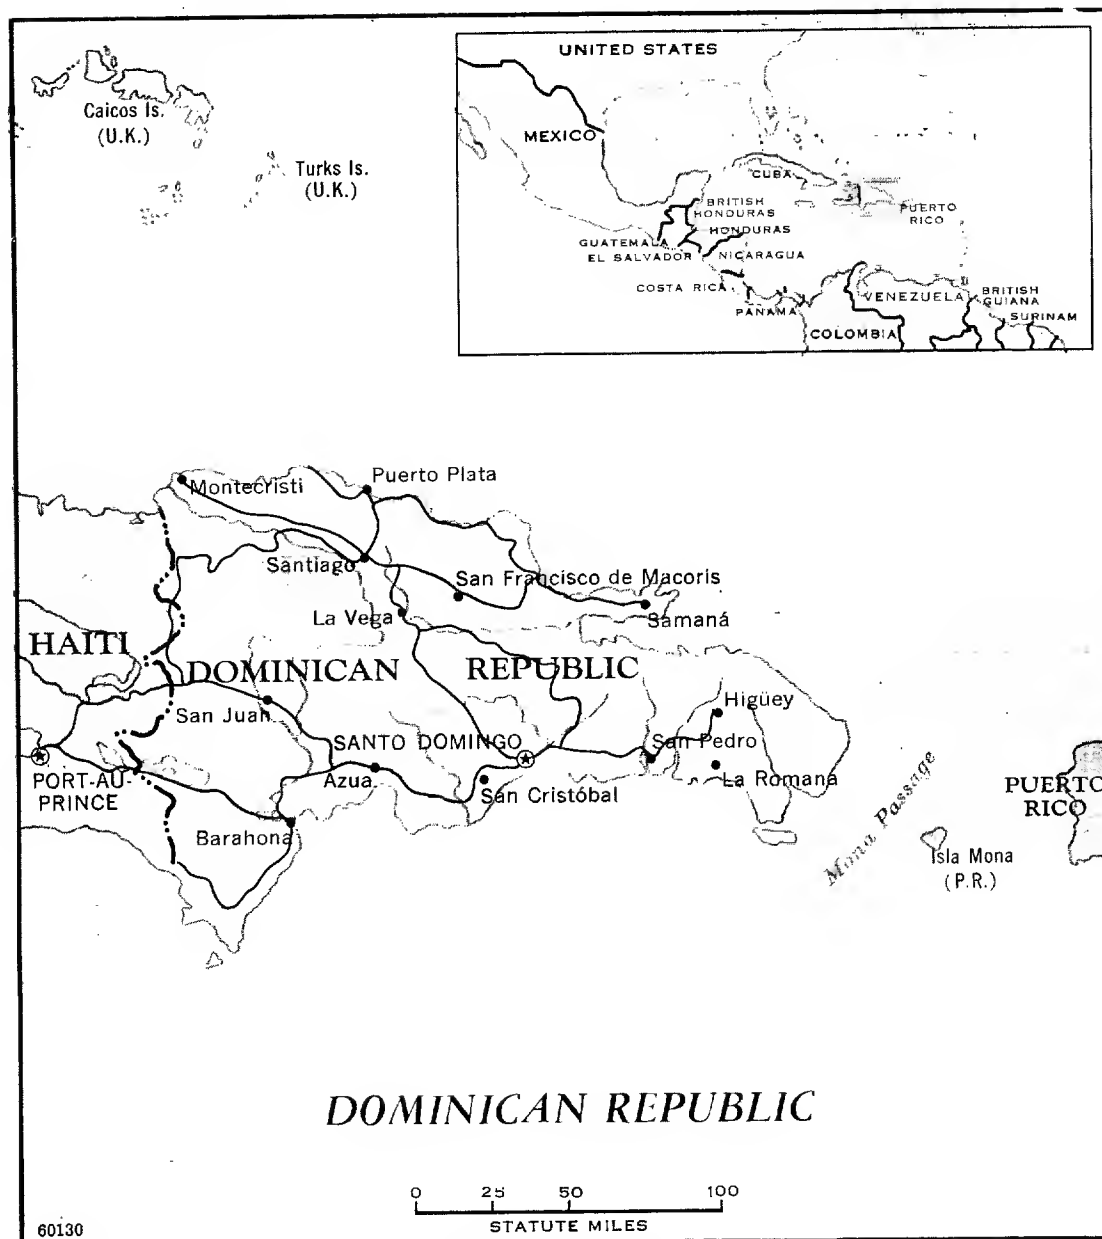 Caicos Is.
(U.K.)
Turks Is.
(U.K.)
UNITED STATES
MEXICO
CUBA
PUERTO
RICO
BRITISH
HONDURAS
HONDURAS
GUATEMALA
EL SALVADOR
NICARAGUA
COSTA RICA
PANAMA
VENEZUELA
BRITISH
GUIANA
SURINAM
COLOMBIA
Montecristi
Puerto Plata
Santiago
San Francisco de Macorís
La Vega
Samaná
HAITI
DOMINICAN REPUBLIC
San Juan
Higüey
SANTO DOMINGO
San Pedro
PORT-AU-
PRINCE
Azua
San Cristóbal
La Romana
Barahona
Mona Passage
PUERTO
RICO
Isla Mona
(P.R.)
DOMINICAN REPUBLIC
0 25 50 100
STATUTE MILES
60130